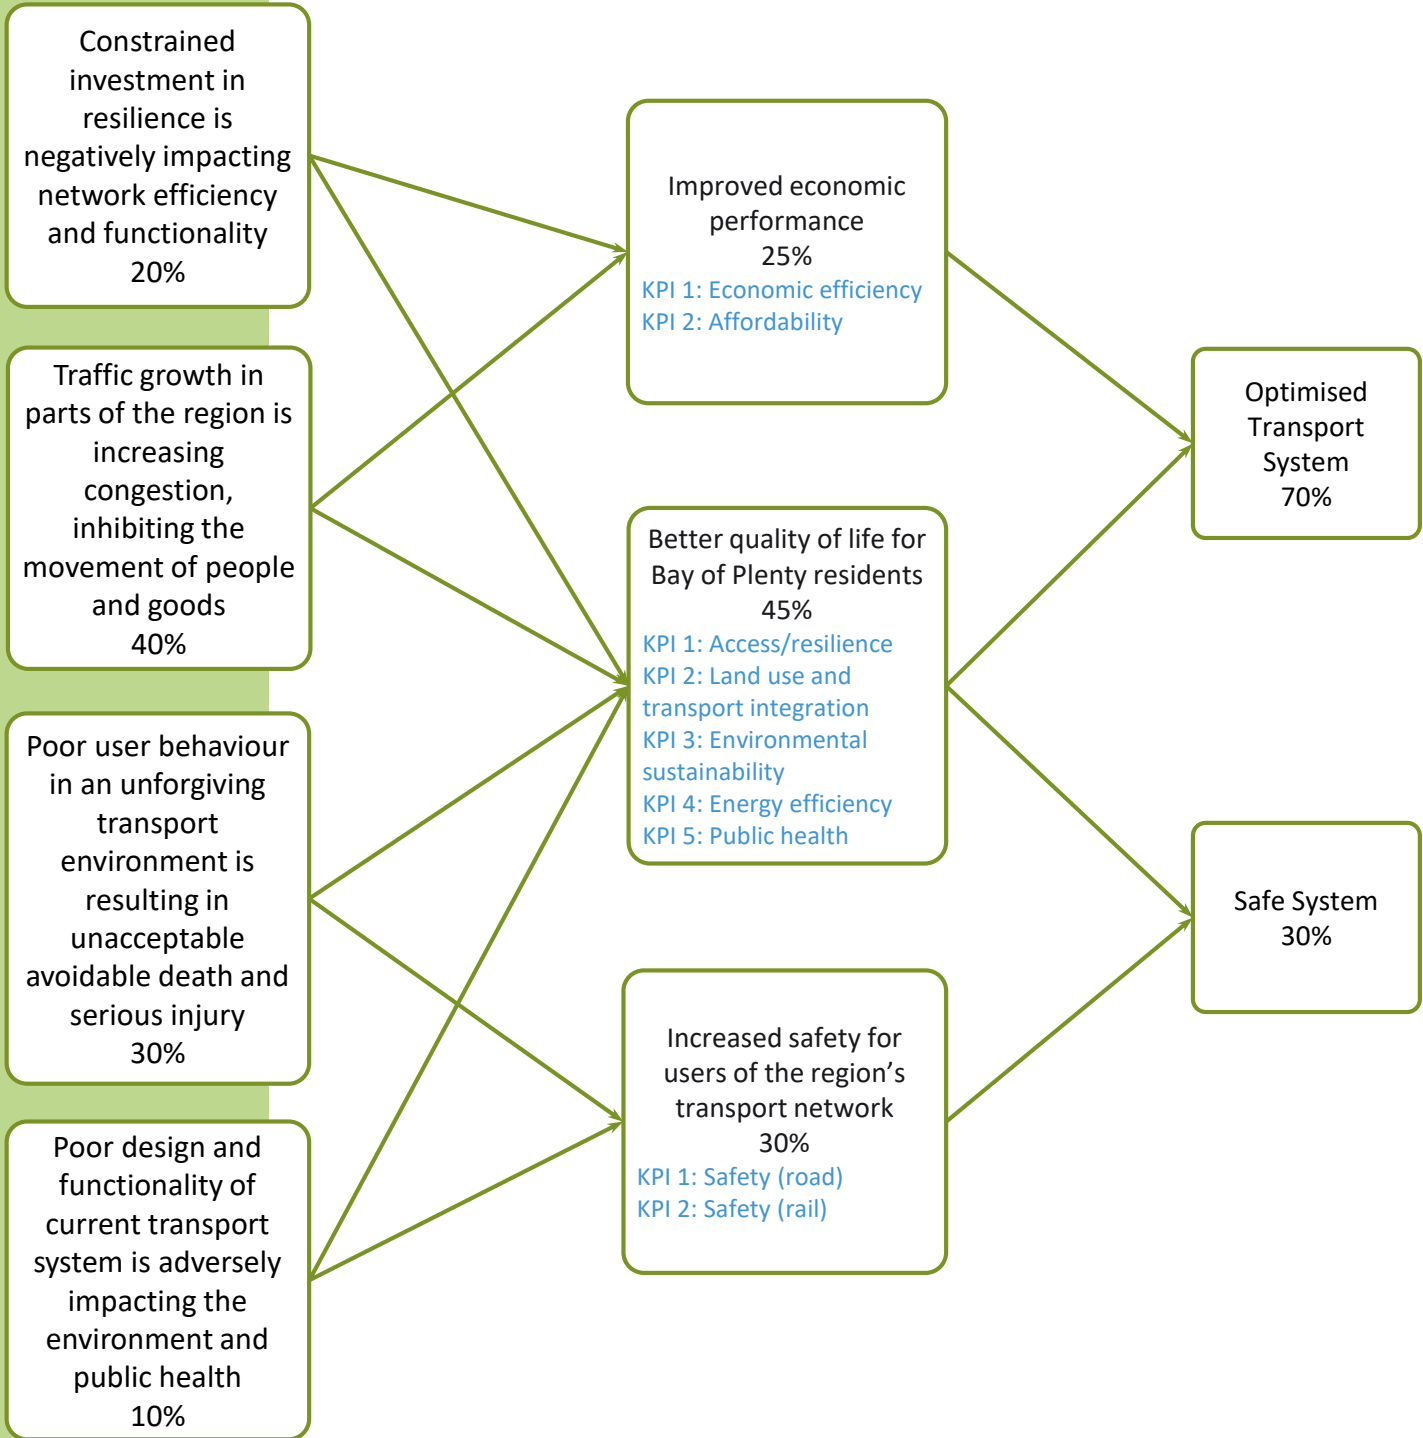 Constrained
investment in
resilience is
negatively impacting
network efficiency
and functionality
20%
Traffic growth in
parts of the region is
increasing
congestion,
inhibiting the
movement of people
and goods
40%
Poor user behaviour
in an unforgiving
transport
environment is
resulting in
unacceptable
avoidable death and
serious injury
30%
Poor design and
functionality of
current transport
system is adversely
impacting the
environment and
public health
10%
Improved economic
performance
25%
KPI 1: Economic efficiency
KPI 2: Affordability
Better quality of life for
Bay of Plenty residents
45%
KPI 1: Access/resilience
KPI 2: Land use and
transport integration
KPI 3: Environmental
sustainability
KPI 4: Energy efficiency
KPI 5: Public health
Increased safety for
users of the region’s
transport network
30%
KPI 1: Safety (road)
KPI 2: Safety (rail)
Optimised
Transport
System
70%
Safe System
30%